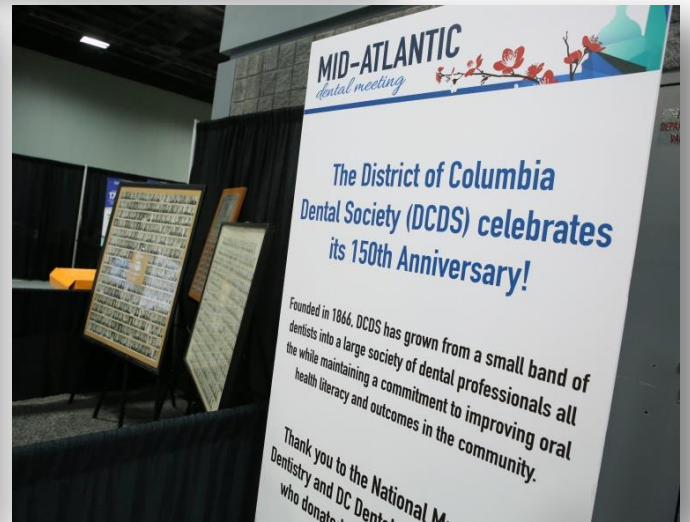 MID-ATLANTIC
dental meeting
The District of Columbia
Dental Society (DCDS) celebrates
its 150th Anniversary!
Founded in 1866, DCDS has grown from a small band of
dentists into a large society of dental professionals all
the while maintaining a commitment to improving oral
health literacy and outcomes in the community.
Thank you to the National
Dentistry and DC
who